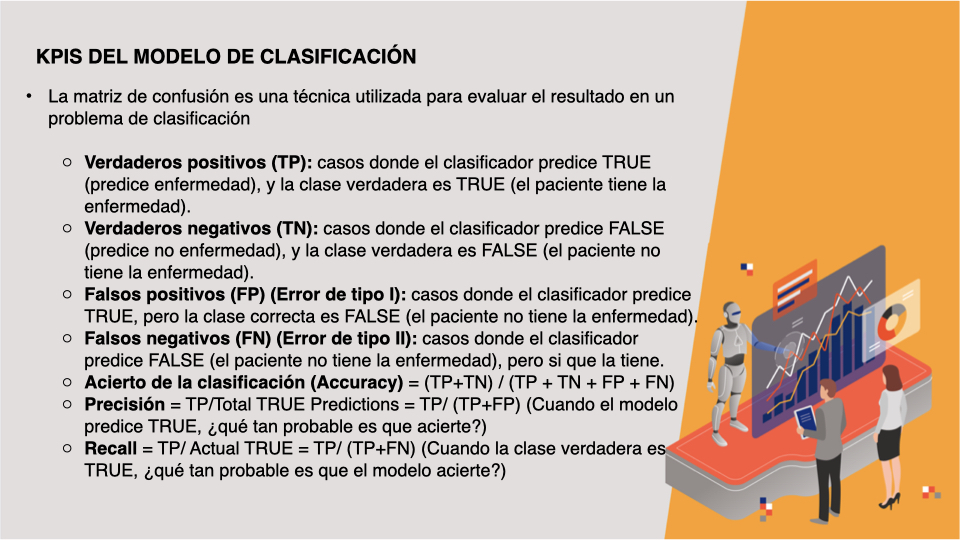 KPIS DEL MODELO DE CLASIFICACIÓN
• La matriz de confusión es una técnica utilizada para evaluar el resultado en un
problema de clasificación
○ Verdaderos positivos (TP): casos donde el clasificador predice TRUE
(predice enfermedad), y la clase verdadera es TRUE (el paciente tiene la
enfermedad).
○ Verdaderos negativos (TN): casos donde el clasificador predice FALSE
(predice no enfermedad), y la clase verdadera es FALSE (el paciente no
tiene la enfermedad).
○ Falsos positivos (FP) (Error de tipo I): casos donde el clasificador predice
TRUE, pero la clase correcta es FALSE (el paciente no tiene la enfermedad).
○ Falsos negativos (FN) (Error de tipo II): casos donde el clasificador
predice FALSE (el paciente no tiene la enfermedad), pero si que la tiene.
○ Acierto de la clasificación (Accuracy) = (TP+TN) / (TP + TN + FP + FN)
○ Precisión = TP/Total TRUE Predictions = TP/ (TP+FP) (Cuando el modelo
predice TRUE, ¿qué tan probable es que acierte?)
○ Recall = TP/ Actual TRUE = TP/ (TP+FN) (Cuando la clase verdadera es
TRUE, ¿qué tan probable es que el modelo acierte?)